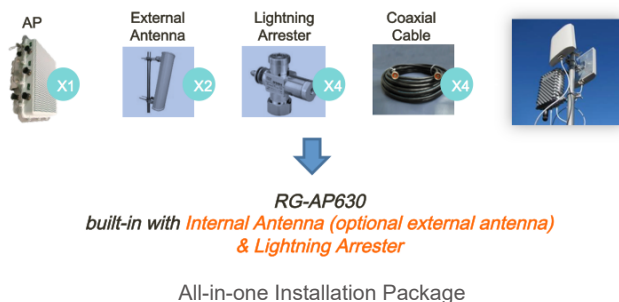 AP
External
Antenna
Lightning
Arrester
Coaxial
Cable
X1
X2
X4
X4
RG-AP630
built-in with Internal Antenna (optional external antenna)
& Lightning Arrester
All-in-one Installation Package